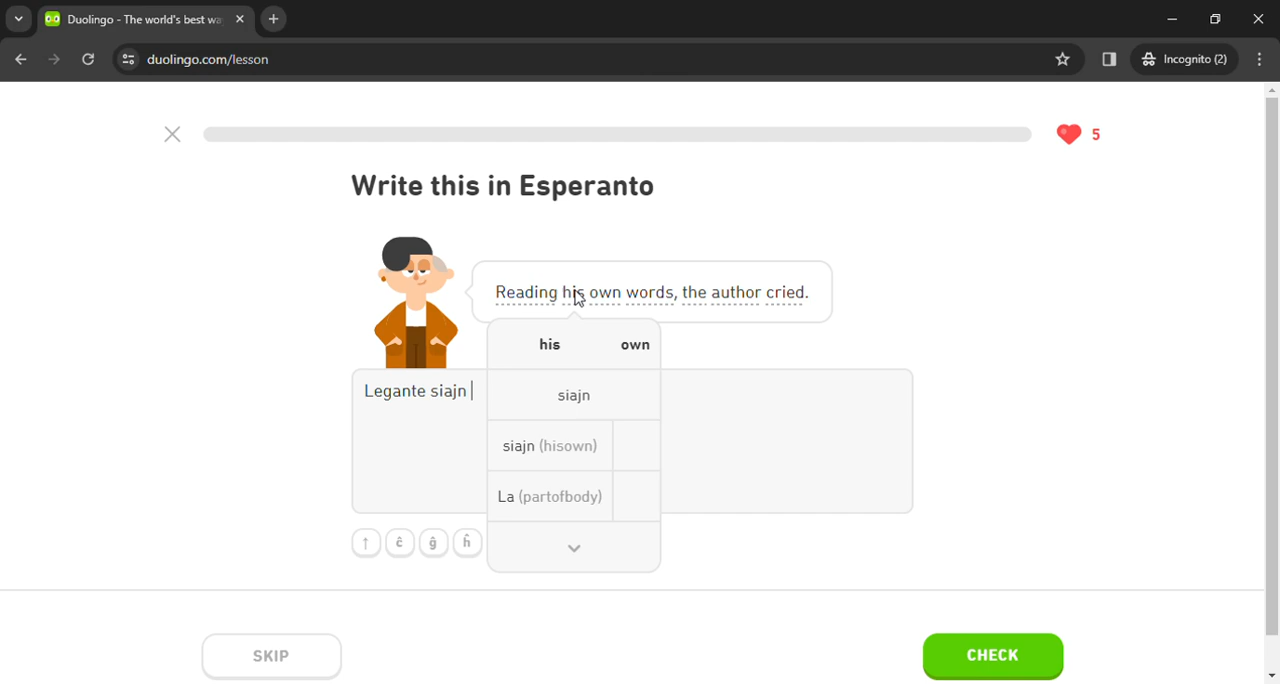 Duolingo - The world's best wa
duolingo.com/lesson
Incognito (2)
5
Write this in Esperanto
Reading his own words, the author cried.
his own
siajn
Legante siajn
siajn (hisown)
La (partofbody)
↑ ĉ ĝ ĥ
SKIP
CHECK